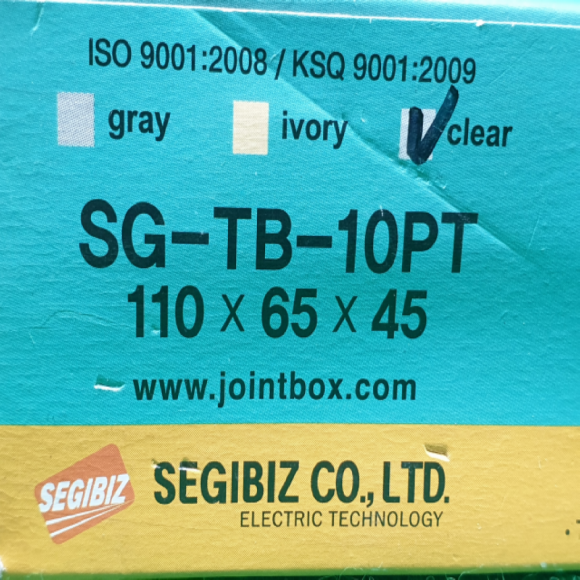 ISO 9001:2008 / KSQ 9001:2009
gray ivory clear
SG-TB-10PT
110 X 65 X 45
www.jointbox.com
SEGIBIZ SEGIBIZ CO., LTD.
ELECTRIC TECHNOLOGY